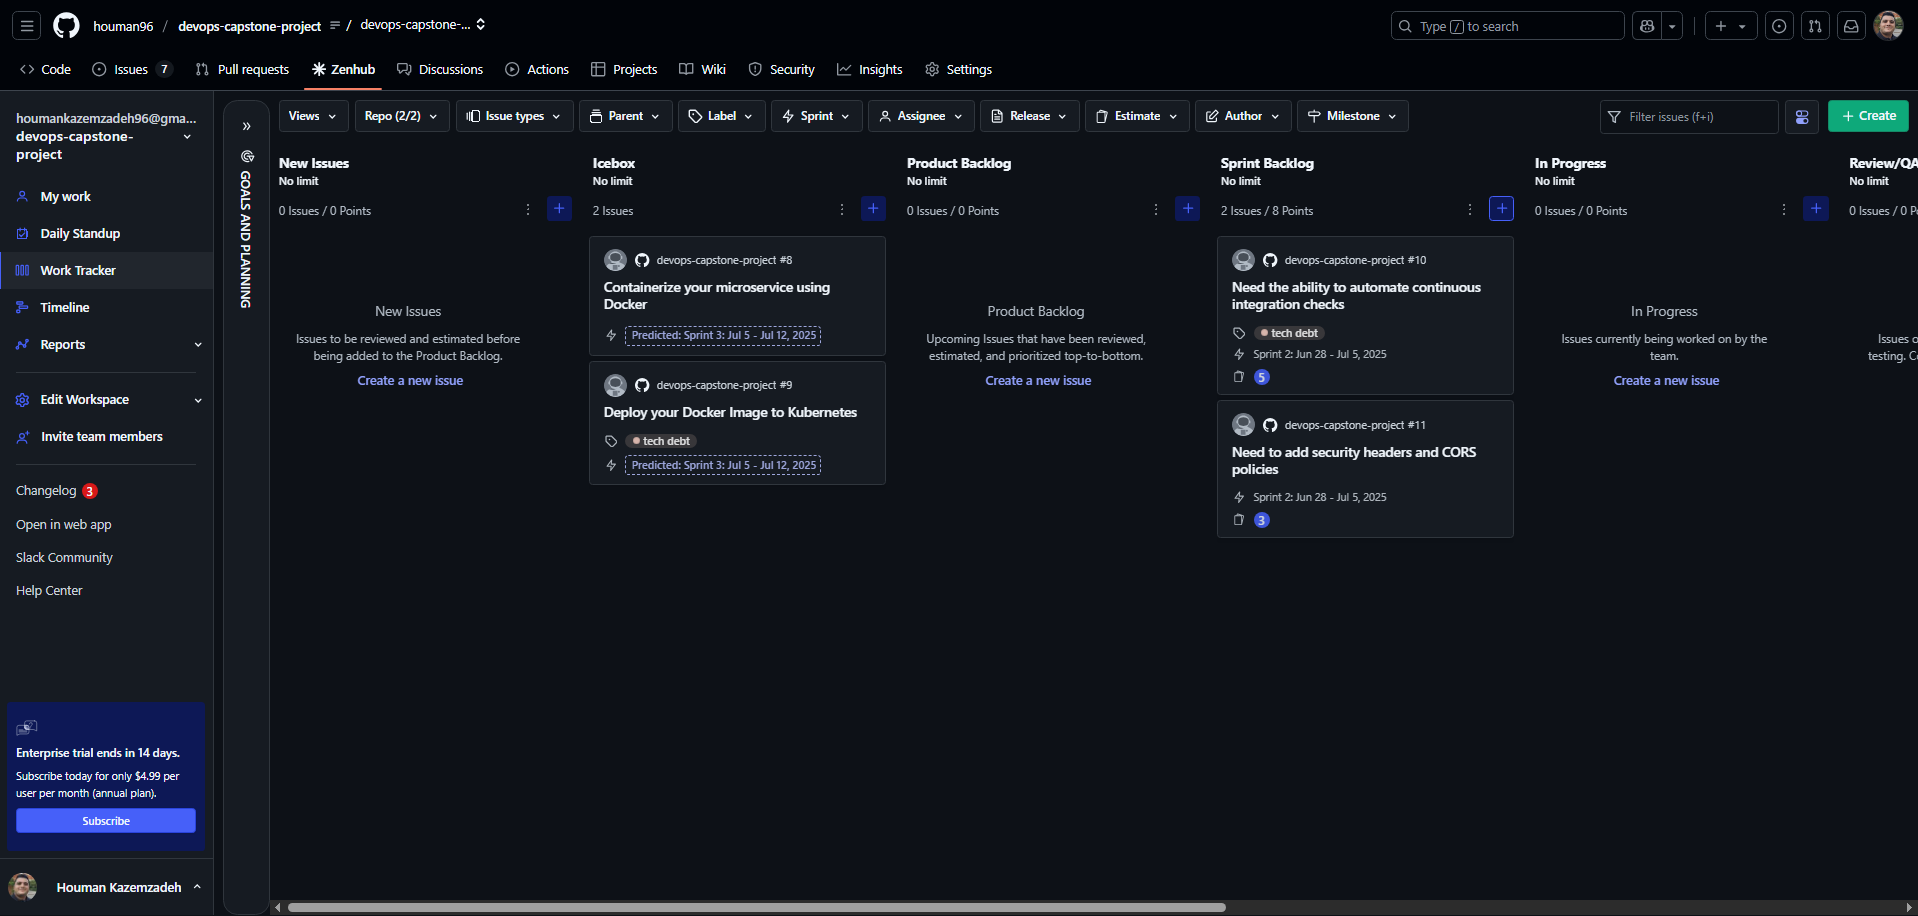 houman96 / devops-capstone-project / devops-capstone-...
Type / to search
Code
Issues 7
Pull requests
Zenhub
Discussions
Actions
Projects
Wiki
Security
Insights
Settings
houmankazemzadeh96@gma...
devops-capstone-
project
My work
Daily Standup
Work Tracker
Timeline
Reports
Edit Workspace
Invite team members
Changelog 3
Open in web app
Slack Community
Help Center
Enterprise trial ends in 14 days.
Subscribe today for only $4.99 per
user per month (annual plan).
Subscribe
Houman Kazemzadeh
GOALS AND PLANNING
Views
Repo (2/2)
Issue types
Parent
Label
Sprint
Assignee
Release
Estimate
Author
Milestone
Filter issues (f+i)
+ Create
New Issues
No limit
0 Issues / 0 Points
New Issues
Issues to be reviewed and estimated before
being added to the Product Backlog.
Create a new issue
Icebox
No limit
2 Issues
devops-capstone-project #8
Containerize your microservice using
Docker
Predicted: Sprint 3: Jul 5 - Jul 12, 2025
devops-capstone-project #9
Deploy your Docker Image to Kubernetes
tech debt
Predicted: Sprint 3: Jul 5 - Jul 12, 2025
Product Backlog
No limit
0 Issues / 0 Points
Product Backlog
Upcoming Issues that have been reviewed,
estimated, and prioritized top-to-bottom.
Create a new issue
Sprint Backlog
No limit
2 Issues / 8 Points
devops-capstone-project #10
Need the ability to automate continuous
integration checks
tech debt
Sprint 2: Jun 28 - Jul 5, 2025
5
devops-capstone-project #11
Need to add security headers and CORS
policies
Sprint 2: Jun 28 - Jul 5, 2025
3
In Progress
No limit
0 Issues / 0 Points
In Progress
Issues currently being worked on by the
team.
Create a new issue
Review/QA
No limit
0 Issues / 0 P
Issues o
testing. Co